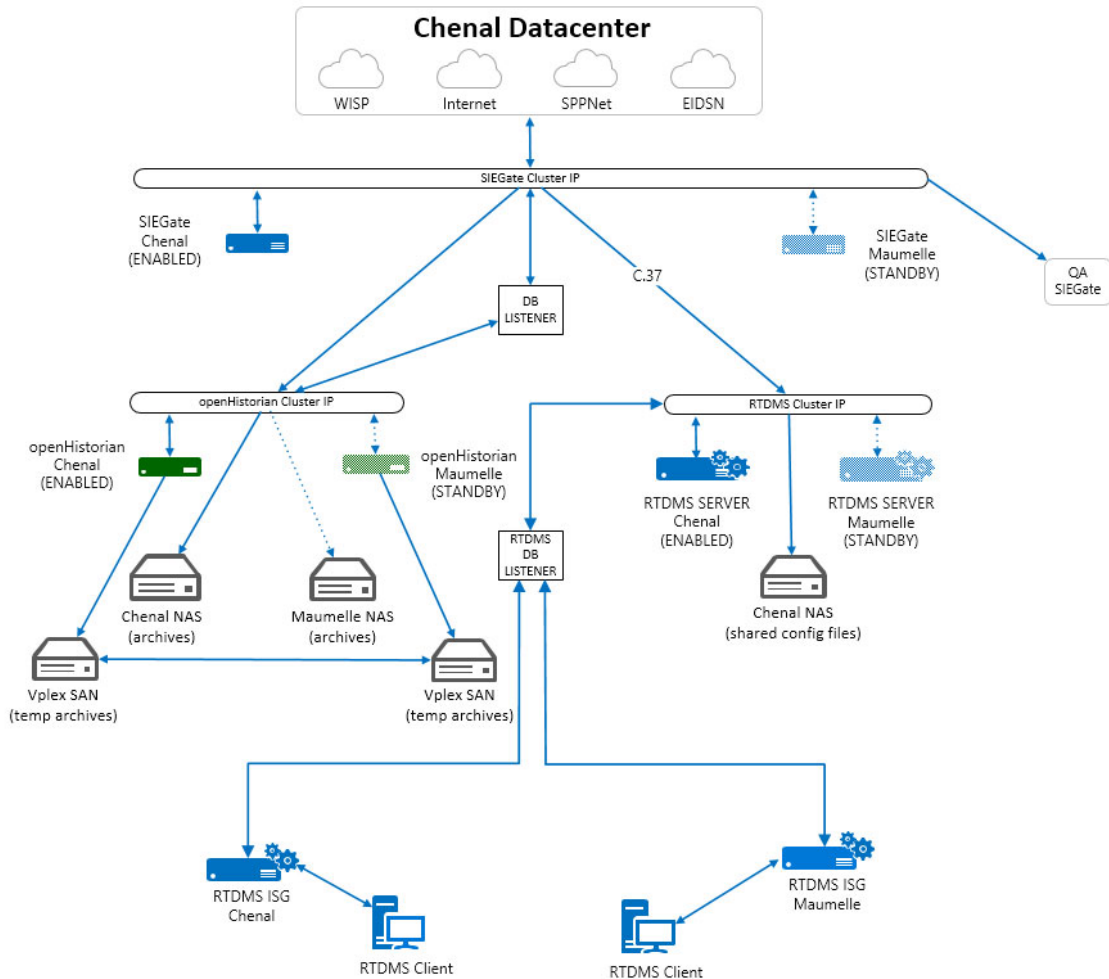 Chenal Datacenter
WISP
Internet
SPPNet
EIDSN
SIEGate Cluster IP
SIEGate
Chenal
(ENABLED)
SIEGate
Maumelle
(STANDBY)
QA
SIEGate
C.37
DB
LISTENER
openHistorian Cluster IP
RTDMS Cluster IP
openHistorian
Chenal
(ENABLED)
openHistorian
Maumelle
(STANDBY)
RTDMS SERVER
Chenal
(ENABLED)
RTDMS SERVER
Maumelle
(STANDBY)
RTDMS
DB
LISTENER
Chenal NAS
(archives)
Maumelle NAS
(archives)
Chenal NAS
(shared config files)
Vplex SAN
(temp archives)
Vplex SAN
(temp archives)
RTDMS ISG
Chenal
RTDMS ISG
Maumelle
RTDMS Client
RTDMS Client